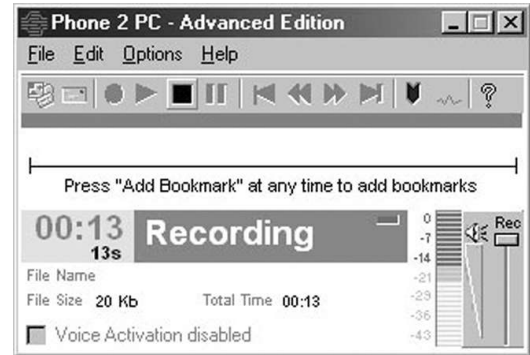 Phone 2 PC - Advanced Edition
File Edit Options Help
Press "Add Bookmark" at any time to add bookmarks
00:13 Recording
13s
File Name
File Size 20 Kb Total Time 00:13
Voice Activation disabled
0
-7
-14
-21
-29
-36
-43
Rec